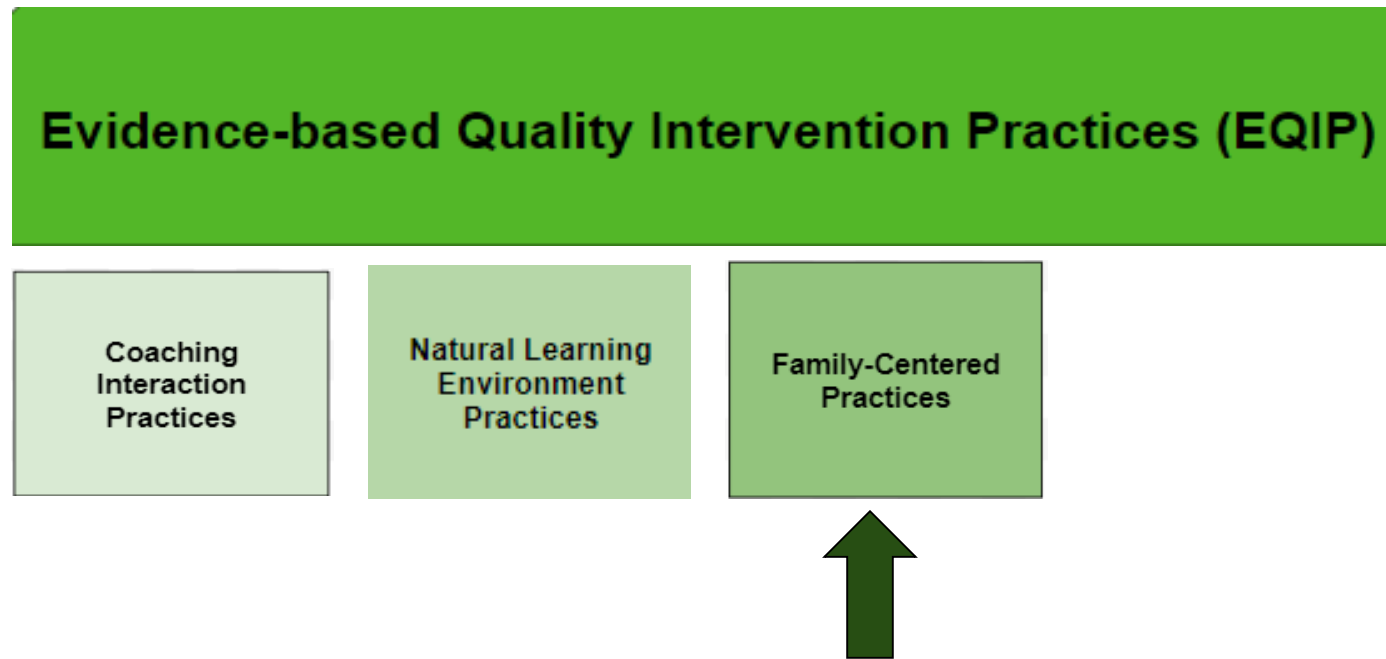 Evidence-based Quality Intervention Practices (EQIP)
Coaching
Interaction
Practices
Natural Learning
Environment
Practices
Family-Centered
Practices